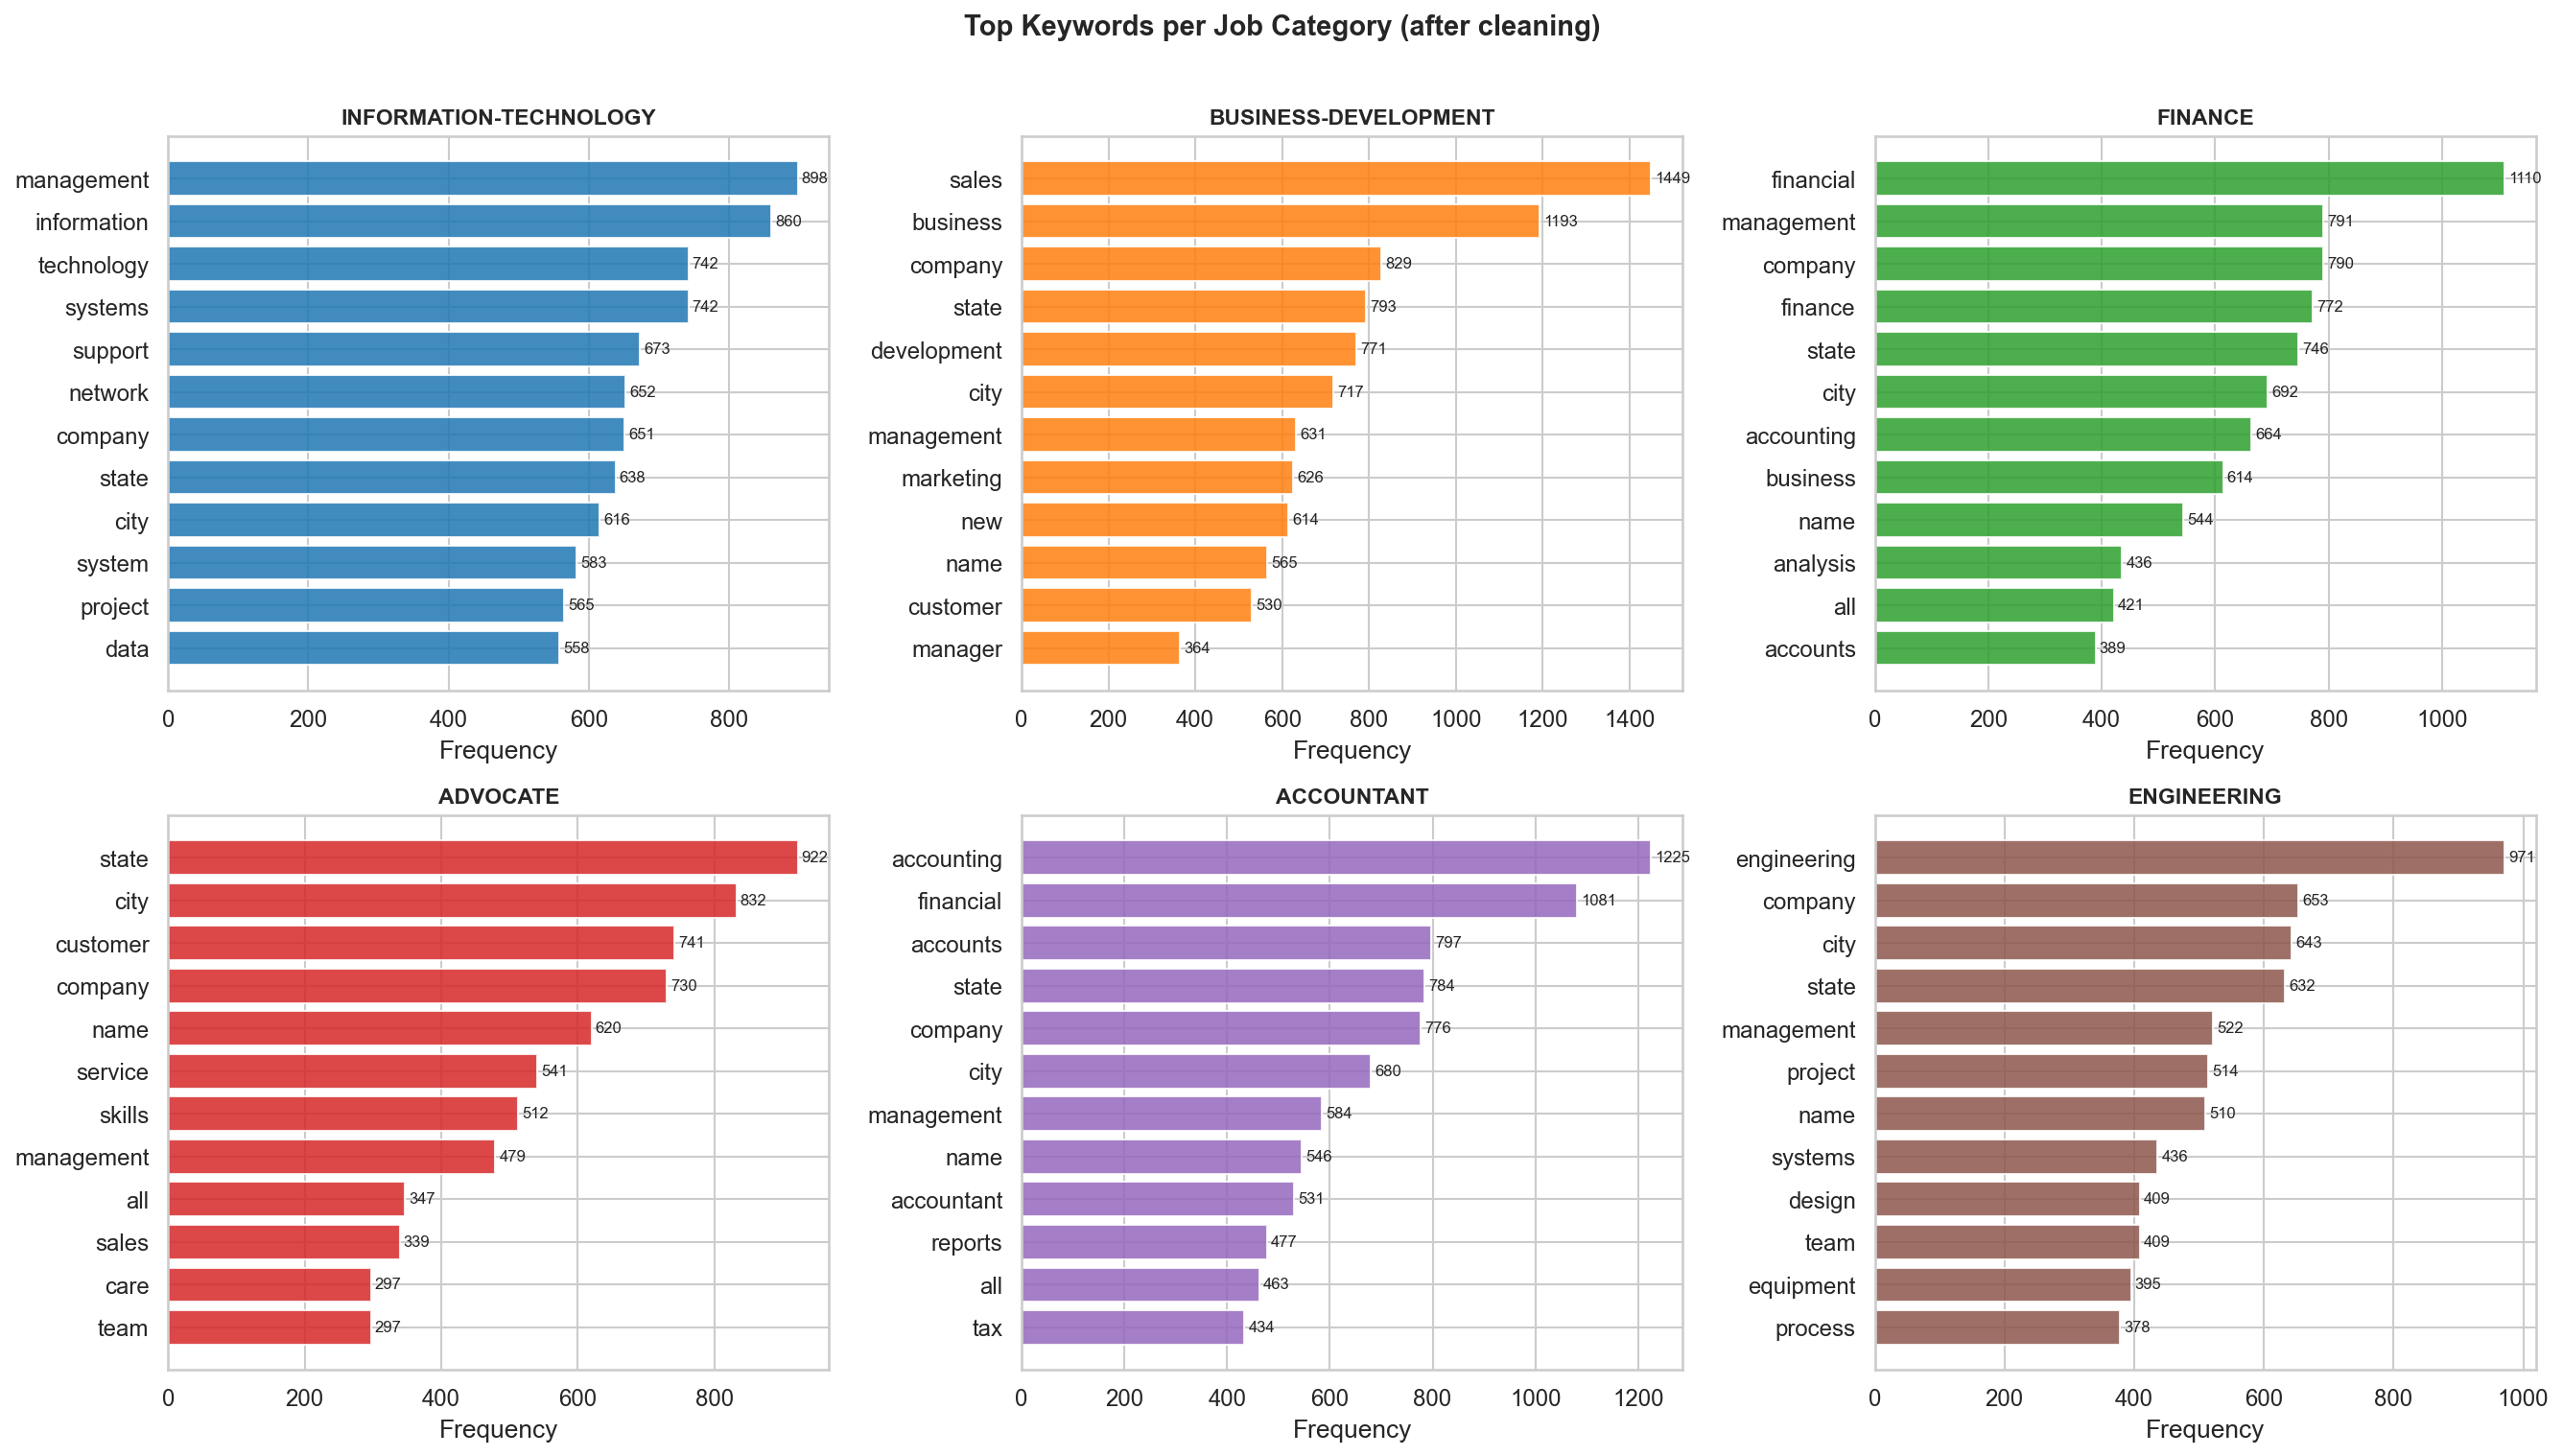 Top Keywords per Job Category (after cleaning)
INFORMATION-TECHNOLOGY
management 898
information 860
technology 742
systems 742
support 673
network 652
company 651
state 638
city 616
system 583
project 565
data 558
0 200 400 600 800
Frequency
BUSINESS-DEVELOPMENT
sales 1449
business 1193
company 829
state 793
development 771
city 717
management 631
marketing 626
new 614
name 565
customer 530
manager 364
0 200 400 600 800 1000 1200 1400
Frequency
FINANCE
financial 1110
management 791
company 790
finance 772
state 746
city 692
accounting 664
business 614
name 544
analysis 436
all 421
accounts 389
0 200 400 600 800 1000
Frequency
ADVOCATE
state 922
city 832
customer 741
company 730
name 620
service 541
skills 512
management 479
all 347
sales 339
care 297
team 297
0 200 400 600 800
Frequency
ACCOUNTANT
accounting 1225
financial 1081
accounts 797
state 784
company 776
city 680
management 584
name 546
accountant 531
reports 477
all 463
tax 434
0 200 400 600 800 1000 1200
Frequency
ENGINEERING
engineering 971
company 653
city 643
state 632
management 522
project 514
name 510
systems 436
design 409
team 409
equipment 395
process 378
0 200 400 600 800 1000
Frequency